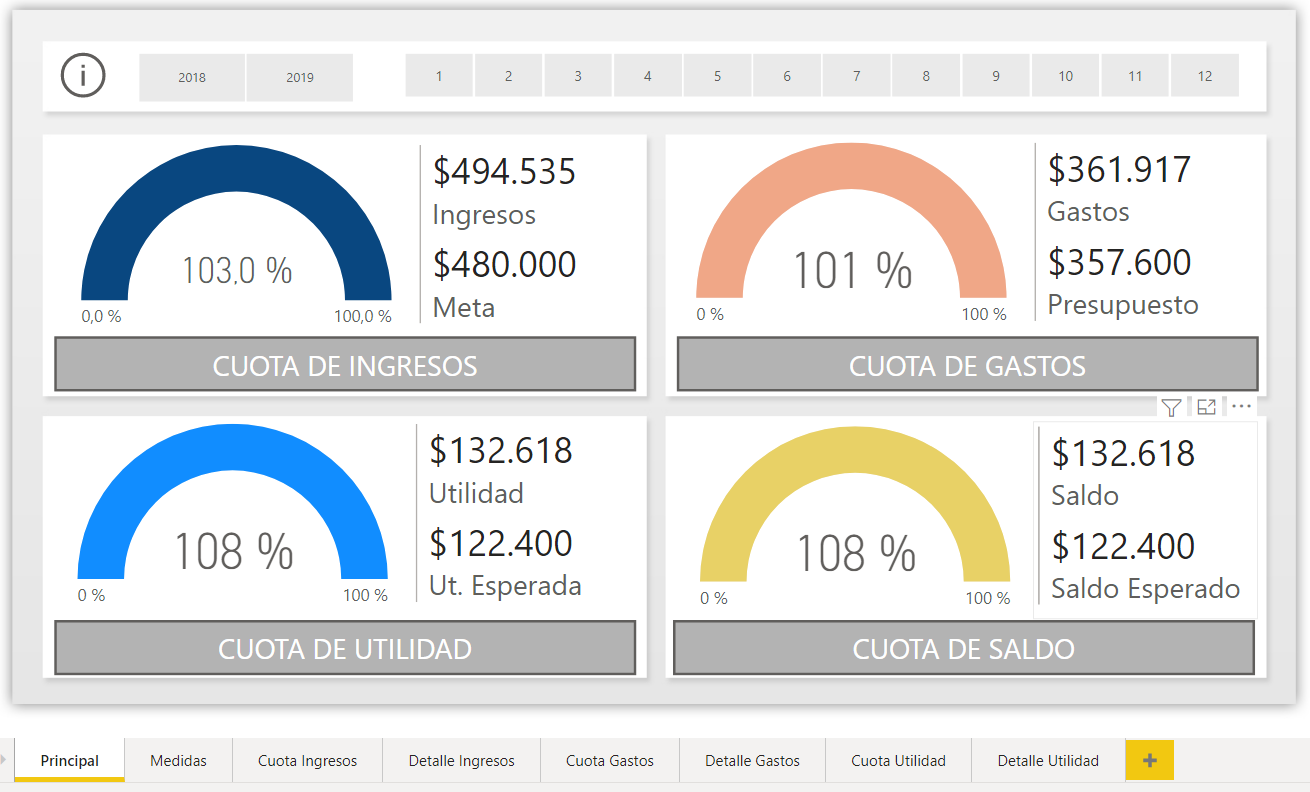 i
2018 2019
1 2 3 4 5 6 7 8 9 10 11 12
103,0 %
0,0 % 100,0 %
$494.535
Ingresos
$480.000
Meta
CUOTA DE INGRESOS
101 %
0 % 100 %
$361.917
Gastos
$357.600
Presupuesto
CUOTA DE GASTOS
108 %
0 % 100 %
$132.618
Utilidad
$122.400
Ut. Esperada
CUOTA DE UTILIDAD
108 %
0 % 100 %
$132.618
Saldo
$122.400
Saldo Esperado
CUOTA DE SALDO
Principal Medidas Cuota Ingresos Detalle Ingresos Cuota Gastos Detalle Gastos Cuota Utilidad Detalle Utilidad +